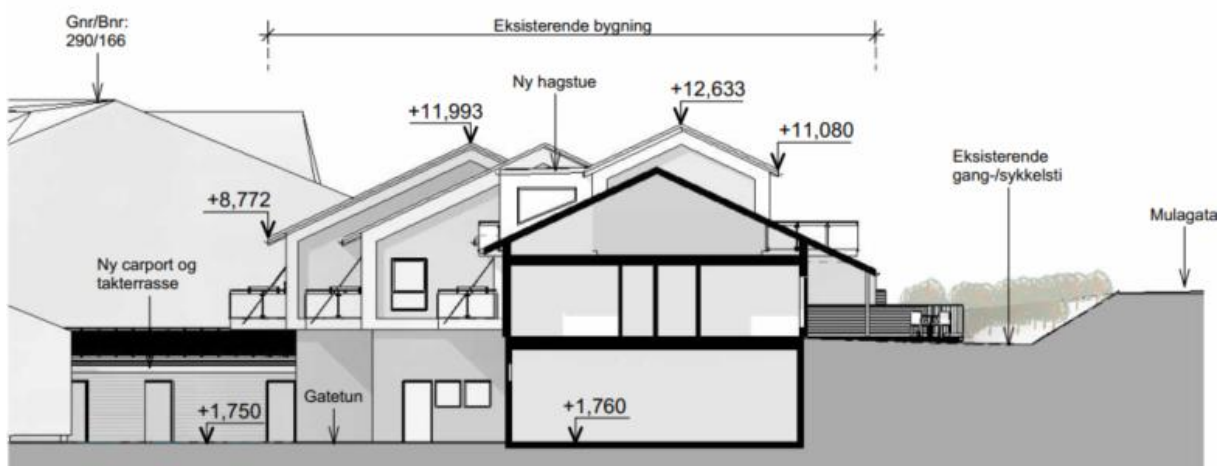 Gnr/Bnr:
290/166
Eksisterende bygning
Ny hagstue
+12,633
+11,993
+11,080
Eksisterende
gang-/sykkelsti
+8,772
Mulagata
Ny carport og
takterrasse
Gatetun
+1,750
+1,760